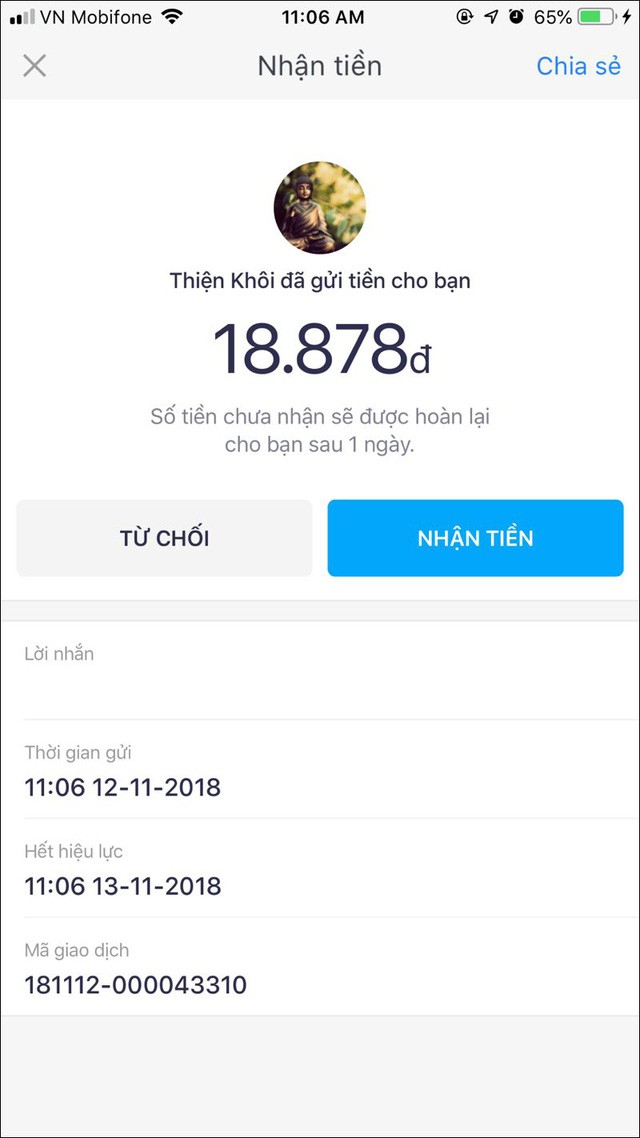 VN Mobifone 11:06 AM 65%
Nhận tiền Chia sẻ
Thiện Khôi đã gửi tiền cho bạn
18.878đ
Số tiền chưa nhận sẽ được hoàn lại
cho bạn sau 1 ngày.
TỪ CHỐI NHẬN TIỀN
Lời nhắn
Thời gian gửi
11:06 12-11-2018
Hết hiệu lực
11:06 13-11-2018
Mã giao dịch
181112-000043310